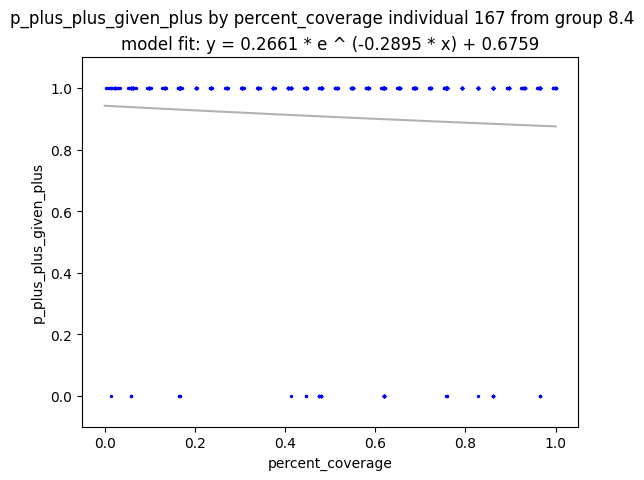 p_plus_plus_given_plus by percent_coverage individual 167 from group 8.4
model fit: y = 0.2661 * e ^ (-0.2895 * x) + 0.6759
1.0
0.8
0.6
0.4
0.2
0.0
p_plus_plus_given_plus
0.0 0.2 0.4 0.6 0.8 1.0
percent_coverage